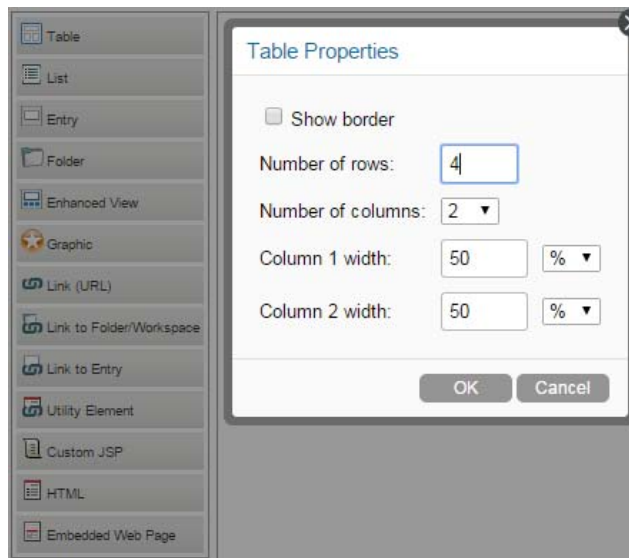 Table
List
Entry
Folder
Enhanced View
Graphic
Link (URL)
Link to Folder/Workspace
Link to Entry
Utility Element
Custom JSP
HTML
Embedded Web Page
Table Properties
Show border
Number of rows: 4
Number of columns: 2
Column 1 width: 50 %
Column 2 width: 50 %
OK Cancel